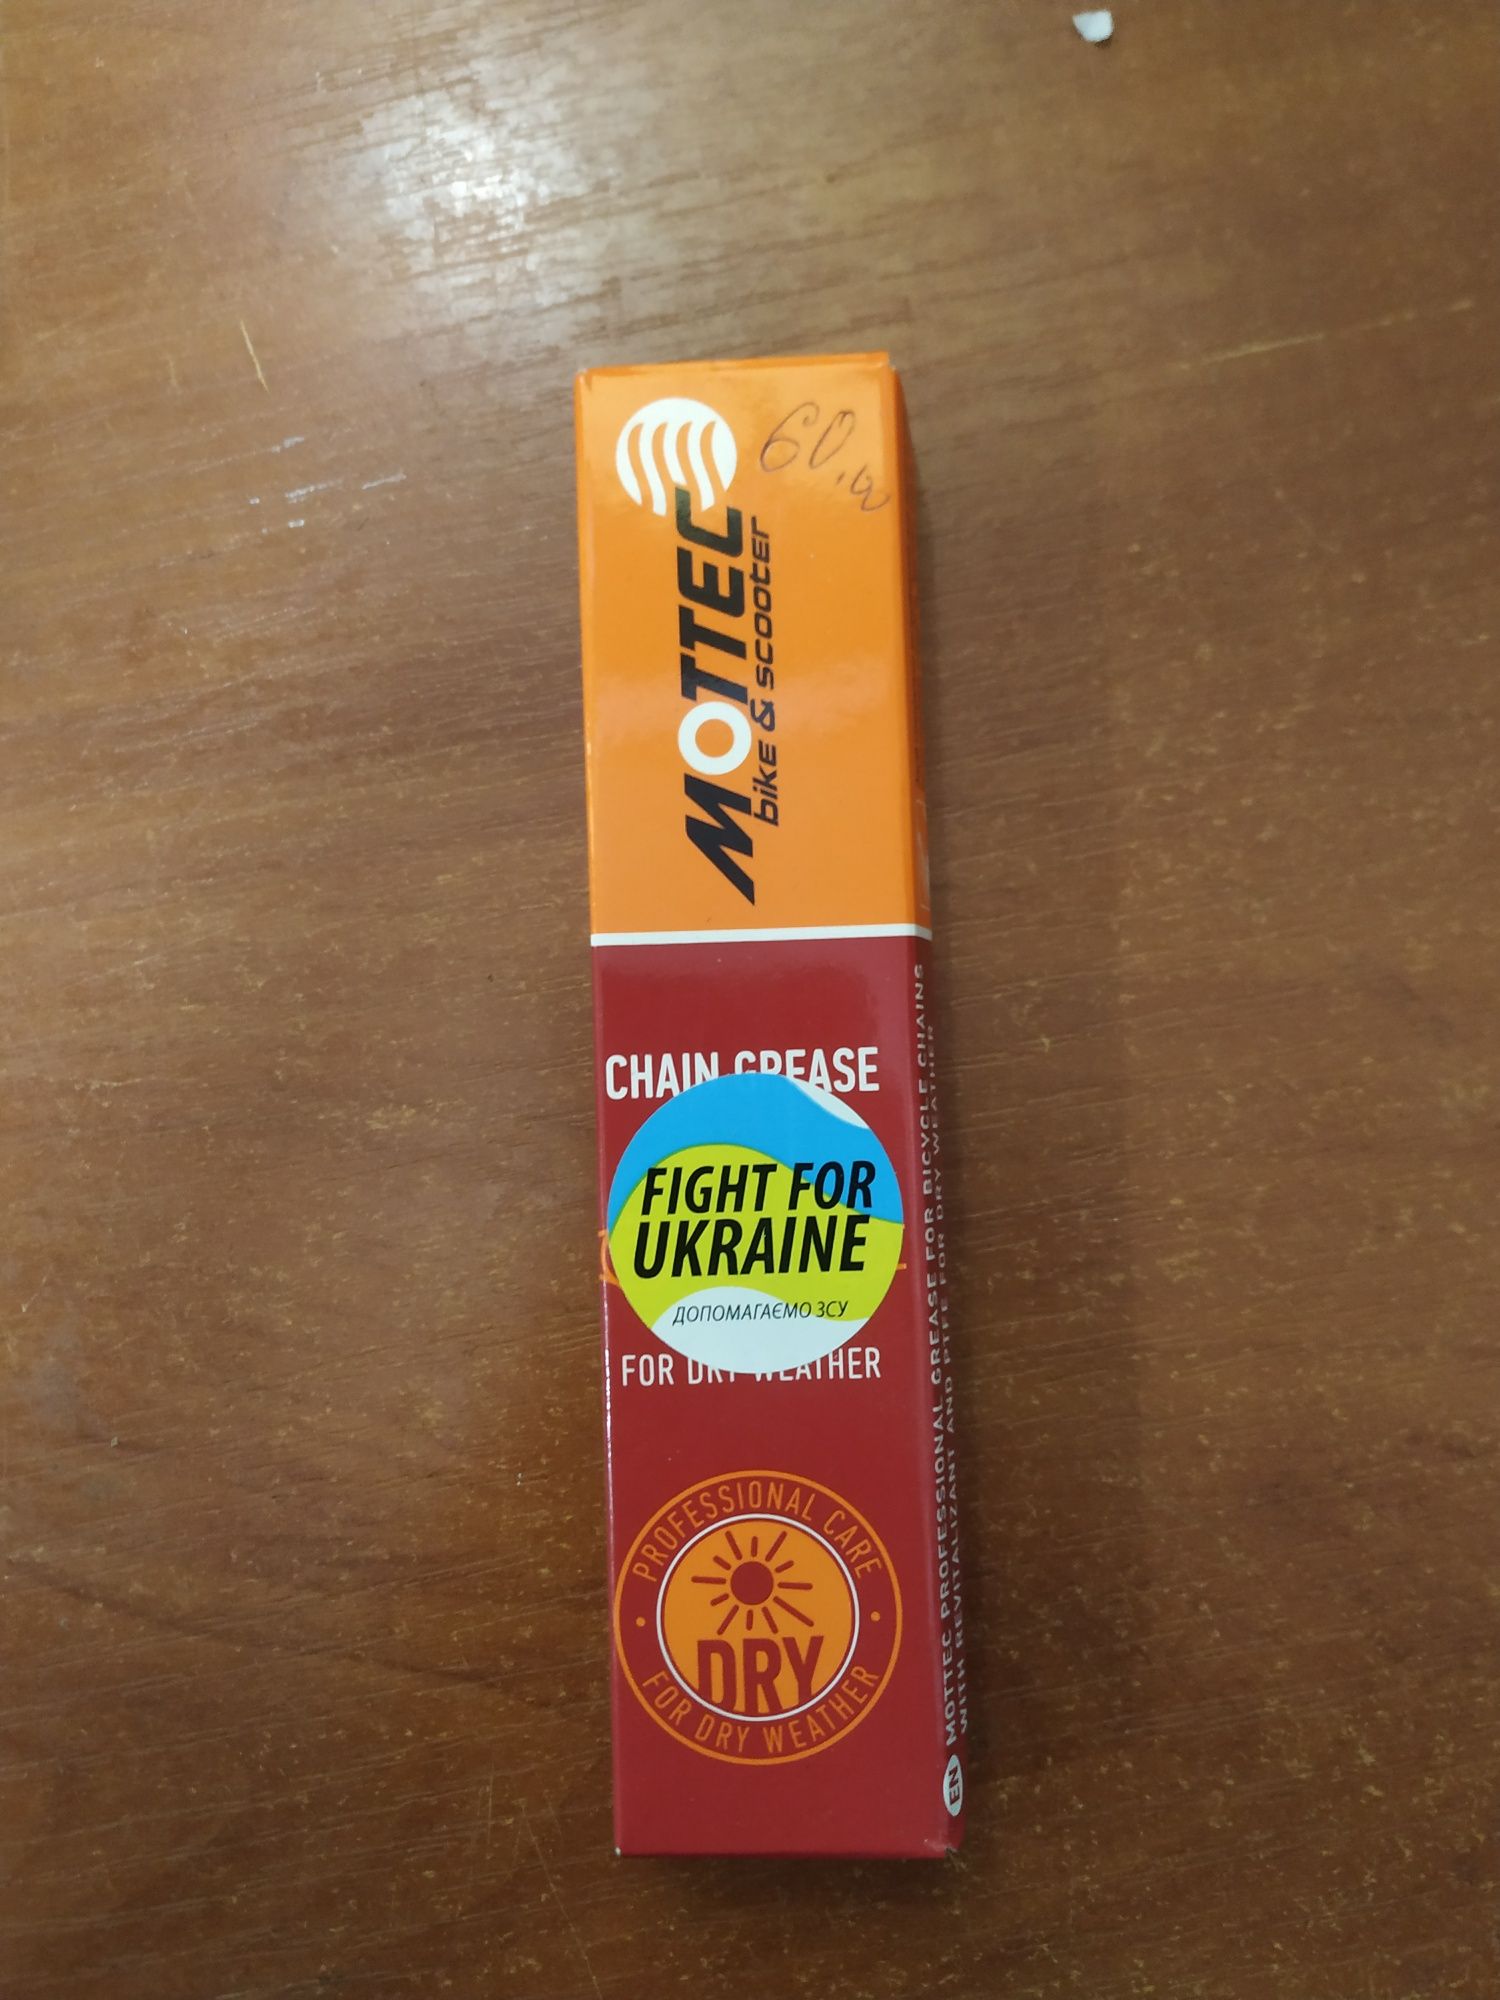 60
MOTTEC
bike & scooter
CHAIN GREASE
FIGHT FOR
UKRAINE
ДОПОМАГАЄМО ЗСУ
FOR DRY WEATHER
PROFESSIONAL CARE
DRY
FOR DRY WEATHER
EN MOTTEC PROFESSIONAL GREASE FOR BICYCLE CHAINS
WITH REVITALIZANT AND PTFE FOR DRY WEATHER